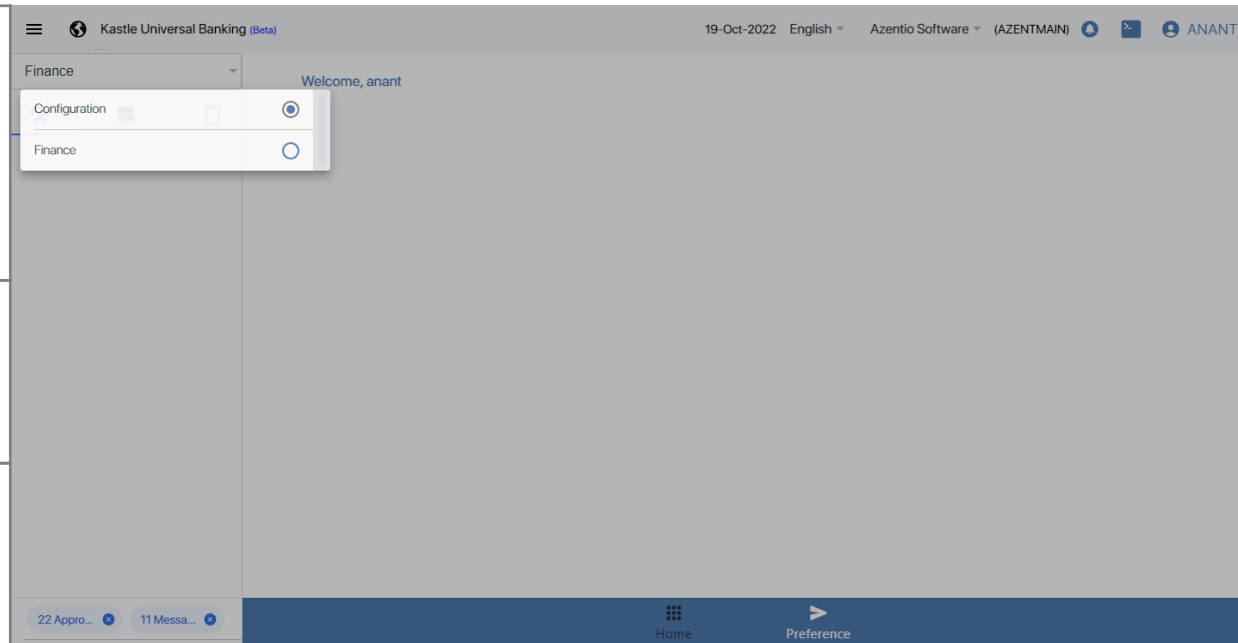 Kastle Universal Banking (Beta) 19-Oct-2022 English Azentio Software (AZENTMAIN) ANANT
Finance
Welcome, anant
Configuration
Finance
22 Appro... 11 Messa...
Home Preference